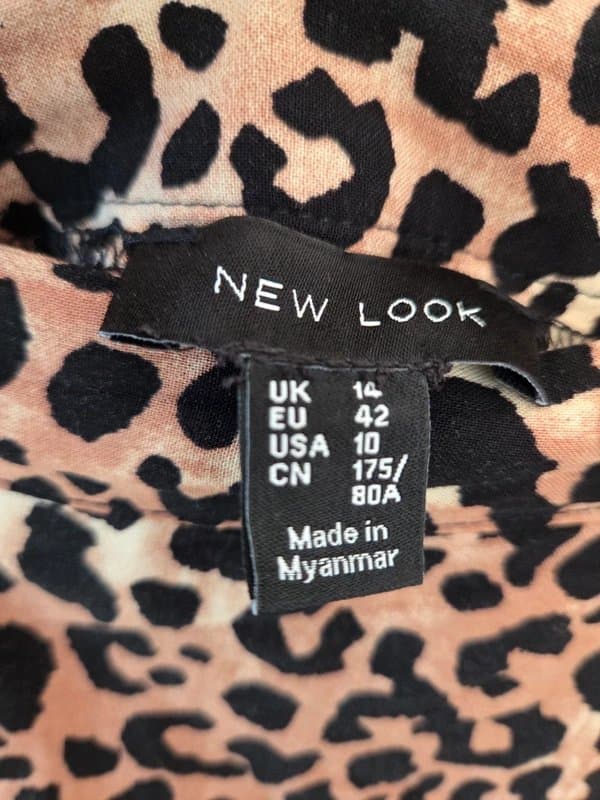 NEW LOOK
UK 14
EU 42
USA 10
CN 175/
80A
Made in
Myanmar